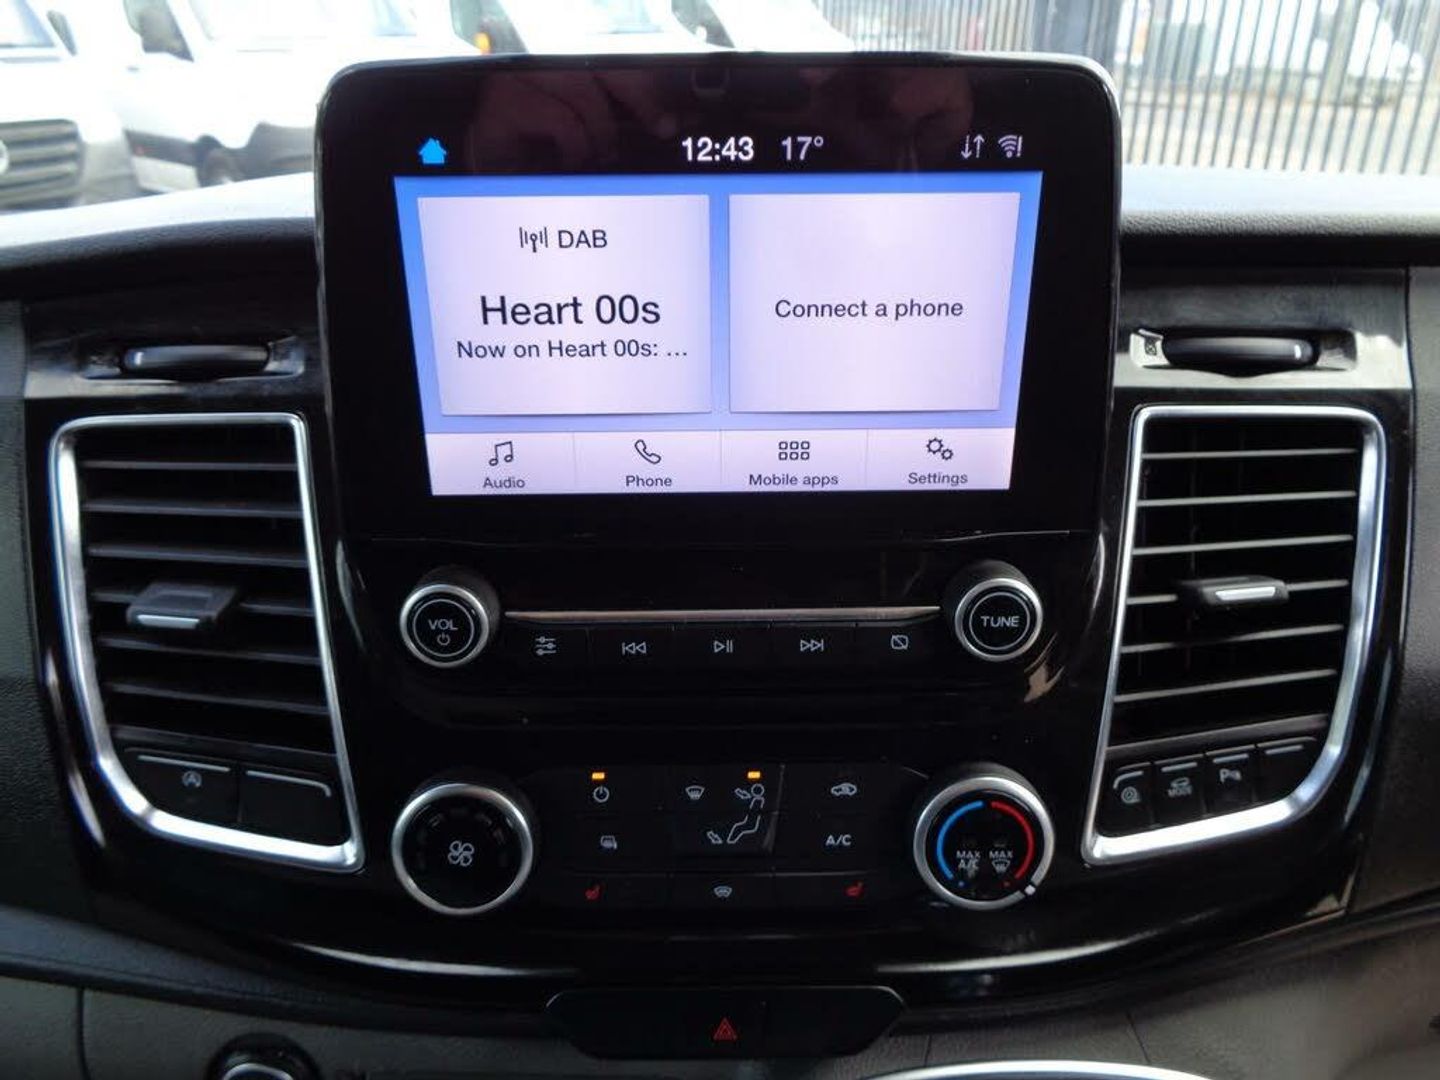 12:43 17°
DAB
Heart 00s
Now on Heart 00s: ...
Connect a phone
Audio
Phone
Mobile apps
Settings
VOL
TUNE
A/C
MAX
A/C
MAX
MODE
P
A